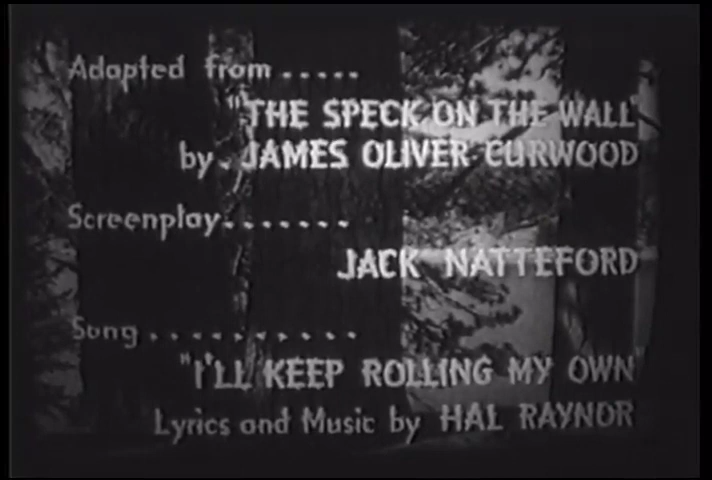 Adapted from.....
"THE SPECK ON THE WALL"
by. JAMES OLIVER CURWOOD
Screenplay.......
JACK NATTEFORD
Song..........
"I'LL KEEP ROLLING MY OWN"
Lyrics and Music by HAL RAYNOR